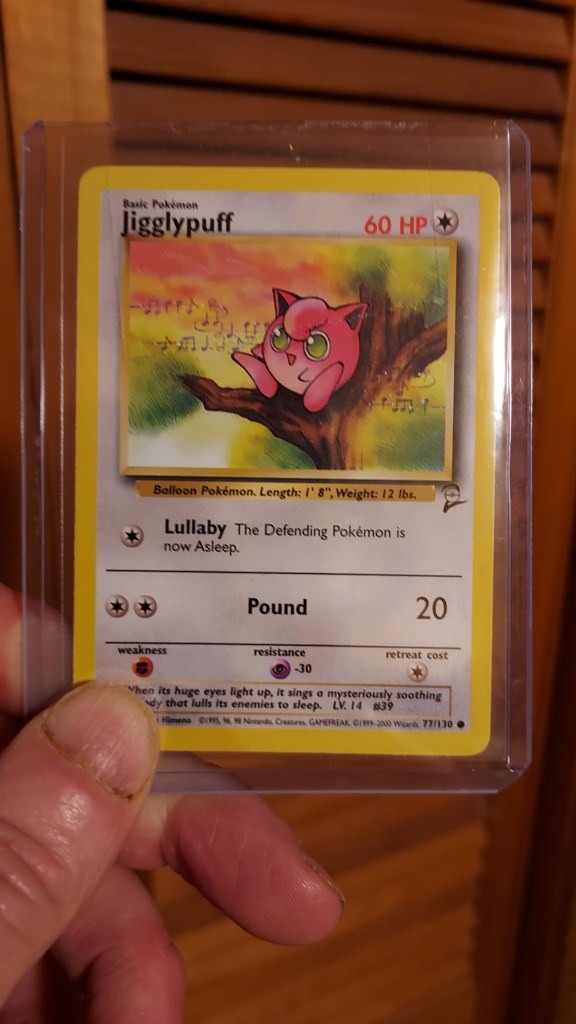 Basic Pokémon
Jigglypuff
60 HP
Balloon Pokémon. Length: 1' 8", Weight: 12 lbs.
Lullaby The Defending Pokémon is
now Asleep.
Pound 20
weakness resistance retreat cost
-30
When its huge eyes light up, it sings a mysteriously soothing
that lulls its enemies to sleep. LV. 14 #39
Himeno ©1995, 96, 98 Nintendo, Creatures, GAMEFREAK. ©1999-2000 Wizards. 77/130